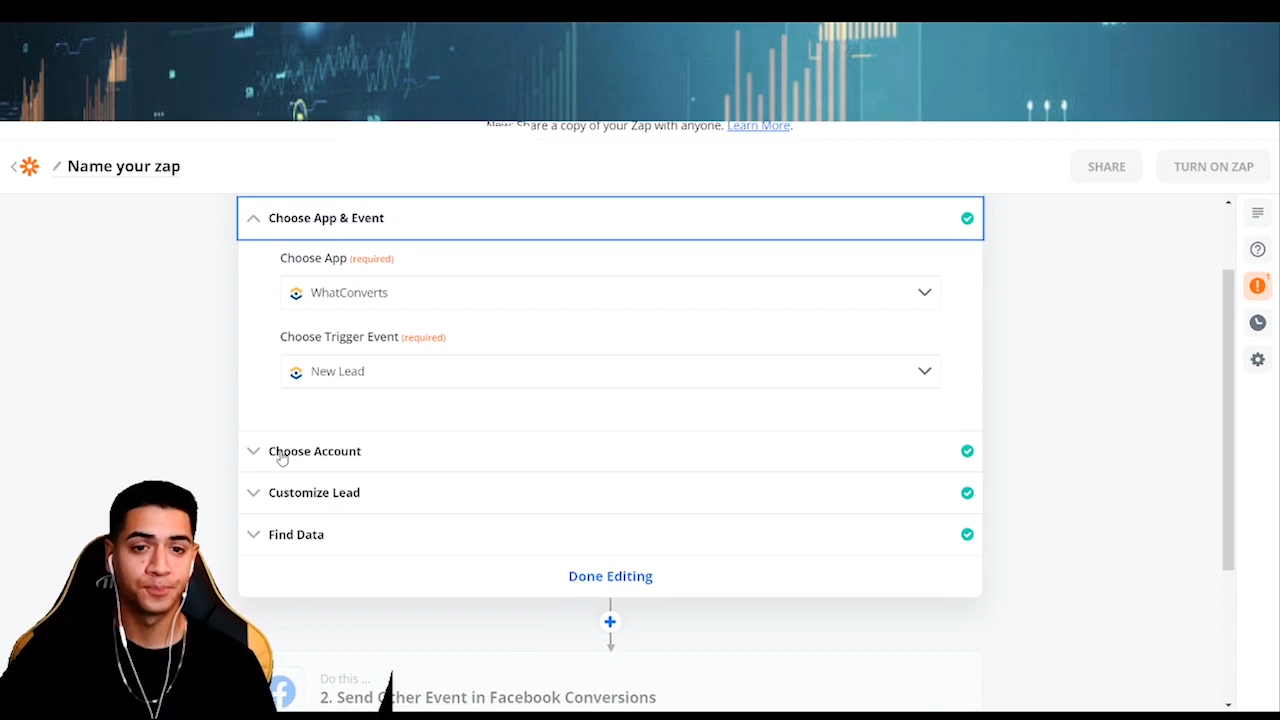 New: Share a copy of your Zap with anyone. Learn More.
Name your zap
SHARE
TURN ON ZAP
Choose App & Event
Choose App (required)
WhatConverts
Choose Trigger Event (required)
New Lead
Choose Account
Customize Lead
Find Data
Done Editing
Do this ...
2. Send Other Event in Facebook Conversions